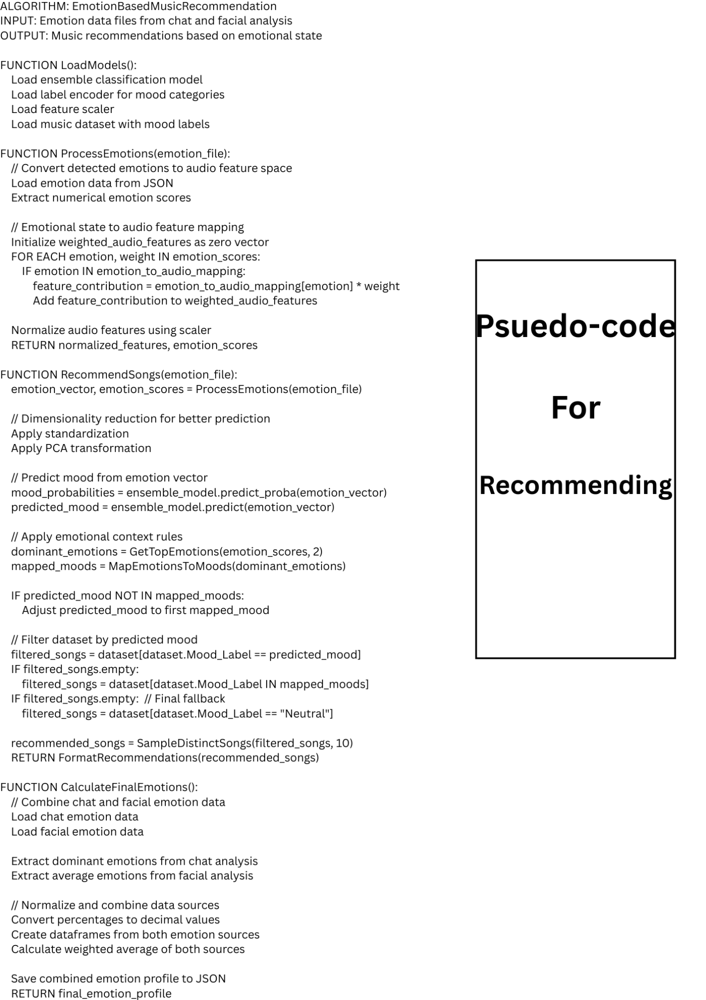 ALGORITHM: EmotionBasedMusicRecommendation
INPUT: Emotion data files from chat and facial analysis
OUTPUT: Music recommendations based on emotional state

FUNCTION LoadModels():
    Load ensemble classification model
    Load label encoder for mood categories
    Load feature scaler
    Load music dataset with mood labels

FUNCTION ProcessEmotions(emotion_file):
    // Convert detected emotions to audio feature space
    Load emotion data from JSON
    Extract numerical emotion scores

    // Emotional state to audio feature mapping
    Initialize weighted_audio_features as zero vector
    FOR EACH emotion, weight IN emotion_scores:
        IF emotion IN emotion_to_audio_mapping:
            feature_contribution = emotion_to_audio_mapping[emotion] * weight
            Add feature_contribution to weighted_audio_features

    Normalize audio features using scaler
    RETURN normalized_features, emotion_scores

FUNCTION RecommendSongs(emotion_file):
    emotion_vector, emotion_scores = ProcessEmotions(emotion_file)

    // Dimensionality reduction for better prediction
    Apply standardization
    Apply PCA transformation

    // Predict mood from emotion vector
    mood_probabilities = ensemble_model.predict_proba(emotion_vector)
    predicted_mood = ensemble_model.predict(emotion_vector)

    // Apply emotional context rules
    dominant_emotions = GetTopEmotions(emotion_scores, 2)
    mapped_moods = MapEmotionsToMoods(dominant_emotions)

    IF predicted_mood NOT IN mapped_moods:
        Adjust predicted_mood to first mapped_mood

    // Filter dataset by predicted mood
    filtered_songs = dataset[dataset.Mood_Label == predicted_mood]
    IF filtered_songs.empty:
        filtered_songs = dataset[dataset.Mood_Label IN mapped_moods]
    IF filtered_songs.empty:  // Final fallback
        filtered_songs = dataset[dataset.Mood_Label == "Neutral"]

    recommended_songs = SampleDistinctSongs(filtered_songs, 10)
    RETURN FormatRecommendations(recommended_songs)

FUNCTION CalculateFinalEmotions():
    // Combine chat and facial emotion data
    Load chat emotion data
    Load facial emotion data

    Extract dominant emotions from chat analysis
    Extract average emotions from facial analysis

    // Normalize and combine data sources
    Convert percentages to decimal values
    Create dataframes from both emotion sources
    Calculate weighted average of both sources

    Save combined emotion profile to JSON
    RETURN final_emotion_profile

Psuedo-code
For
Recommending